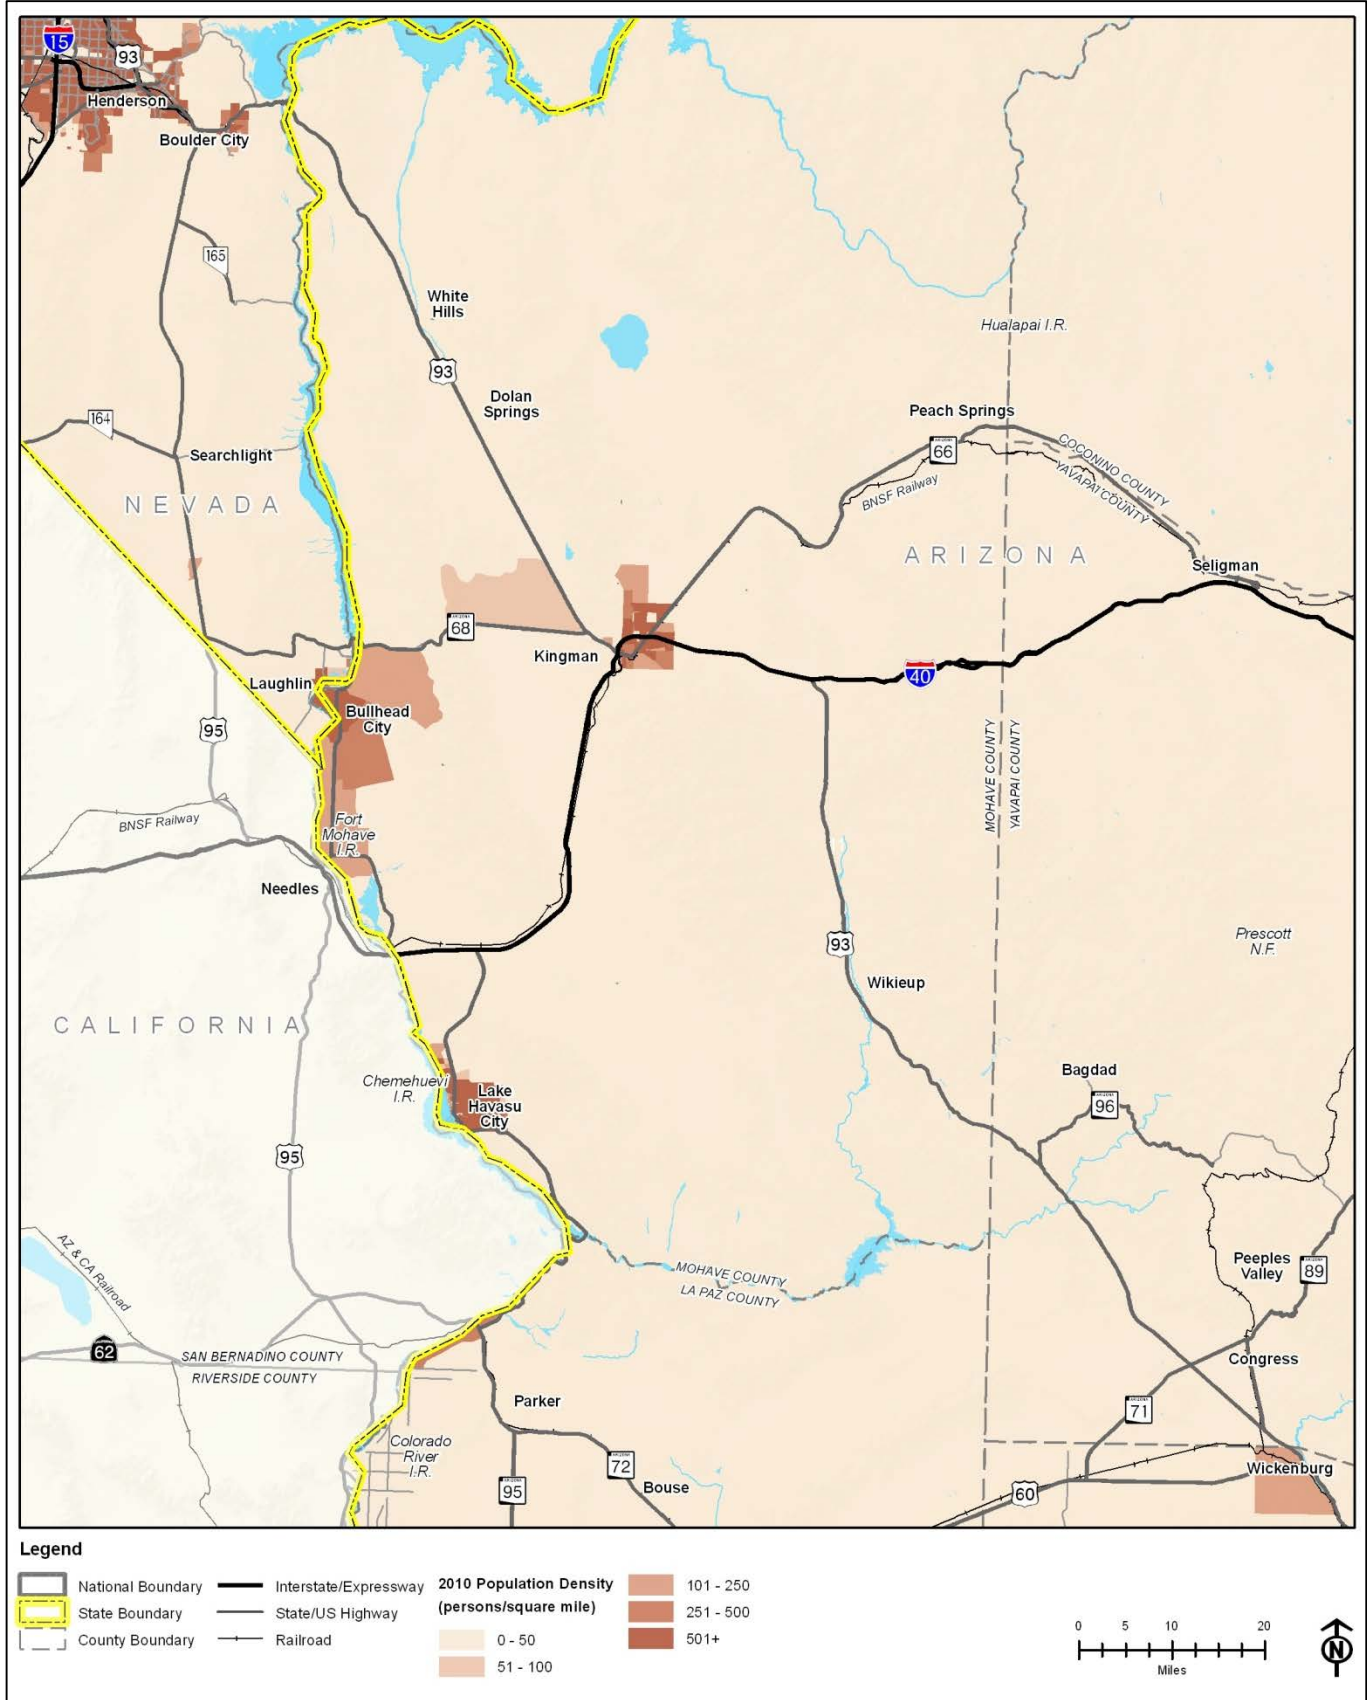 15
93
Henderson
Boulder City
165
White
Hills
Hualapai I.R.
93
Dolan
Springs
Peach Springs
164
66
COCONINO COUNTY
YAVAPAI COUNTY
Searchlight
BNSF Railway
NEVADA
ARIZONA
Seligman
68
Kingman
40
Laughlin
Bullhead
City
95
MOHAVE COUNTY
YAVAPAI COUNTY
BNSF Railway
Fort
Mohave
I.R.
Needles
93
Prescott
N.F.
Wikieup
CALIFORNIA
Bagdad
Chemehuevi
I.R.
Lake
Havasu
City
96
95
AZ & CA Railroad
Peeples
Valley
89
MOHAVE COUNTY
LA PAZ COUNTY
62
SAN BERNADINO COUNTY
RIVERSIDE COUNTY
Congress
Parker
71
Colorado
River
I.R.
72
Wickenburg
95
Bouse
60
Legend
National Boundary
State Boundary
County Boundary
Interstate/Expressway
State/US Highway
Railroad
2010 Population Density
(persons/square mile)
0 - 50
51 - 100
101 - 250
251 - 500
501+
0 5 10 20
Miles
N